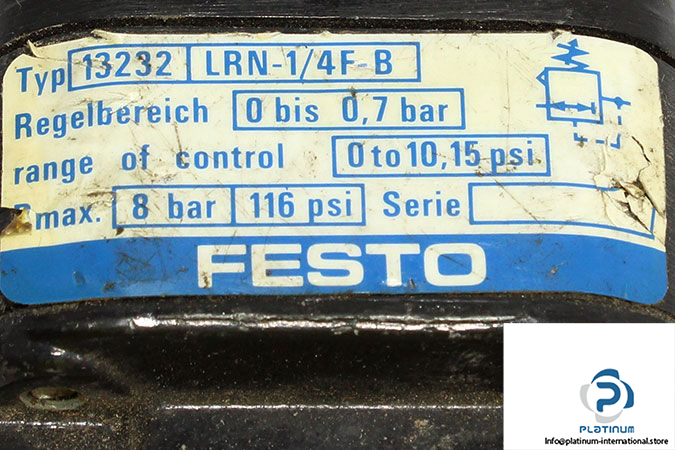 Typ 13232 LRN-1/4F-B
Regelbereich 0 bis 0,7 bar
range of control 0 to 10,15 psi
max. 8 bar 116 psi Serie
FESTO
PLATINUM
Info@platinum-international.store